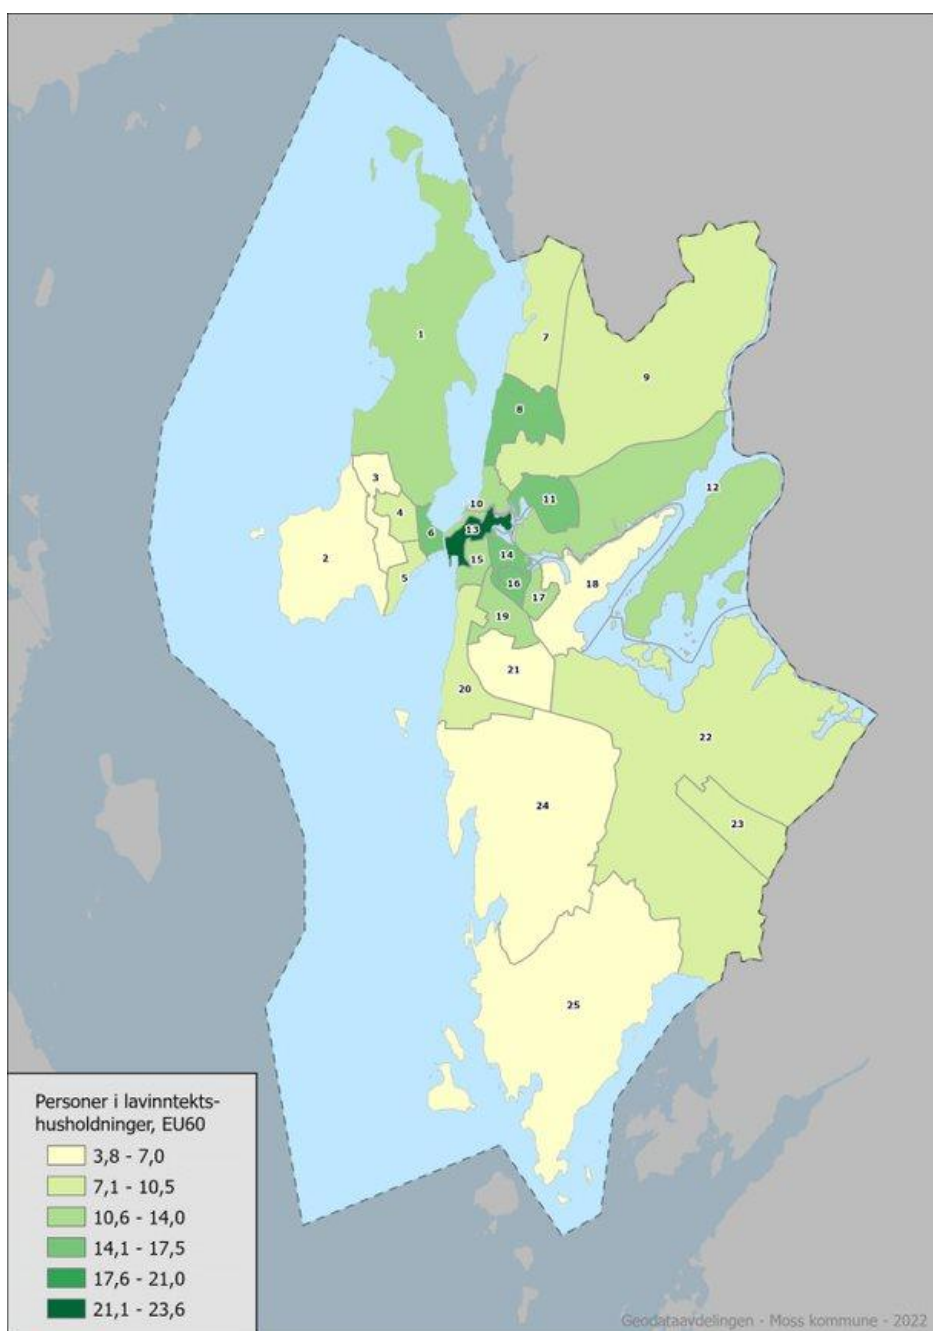 1
7
9
8
3
12
11
4
10
13
6
2
14
15
5
16
18
17
19
21
20
22
24
23
25
Personer i lavinntekts-
husholdninger, EU60
3,8 - 7,0
7,1 - 10,5
10,6 - 14,0
14,1 - 17,5
17,6 - 21,0
21,1 - 23,6
Geodataavdelingen - Moss kommune - 2022